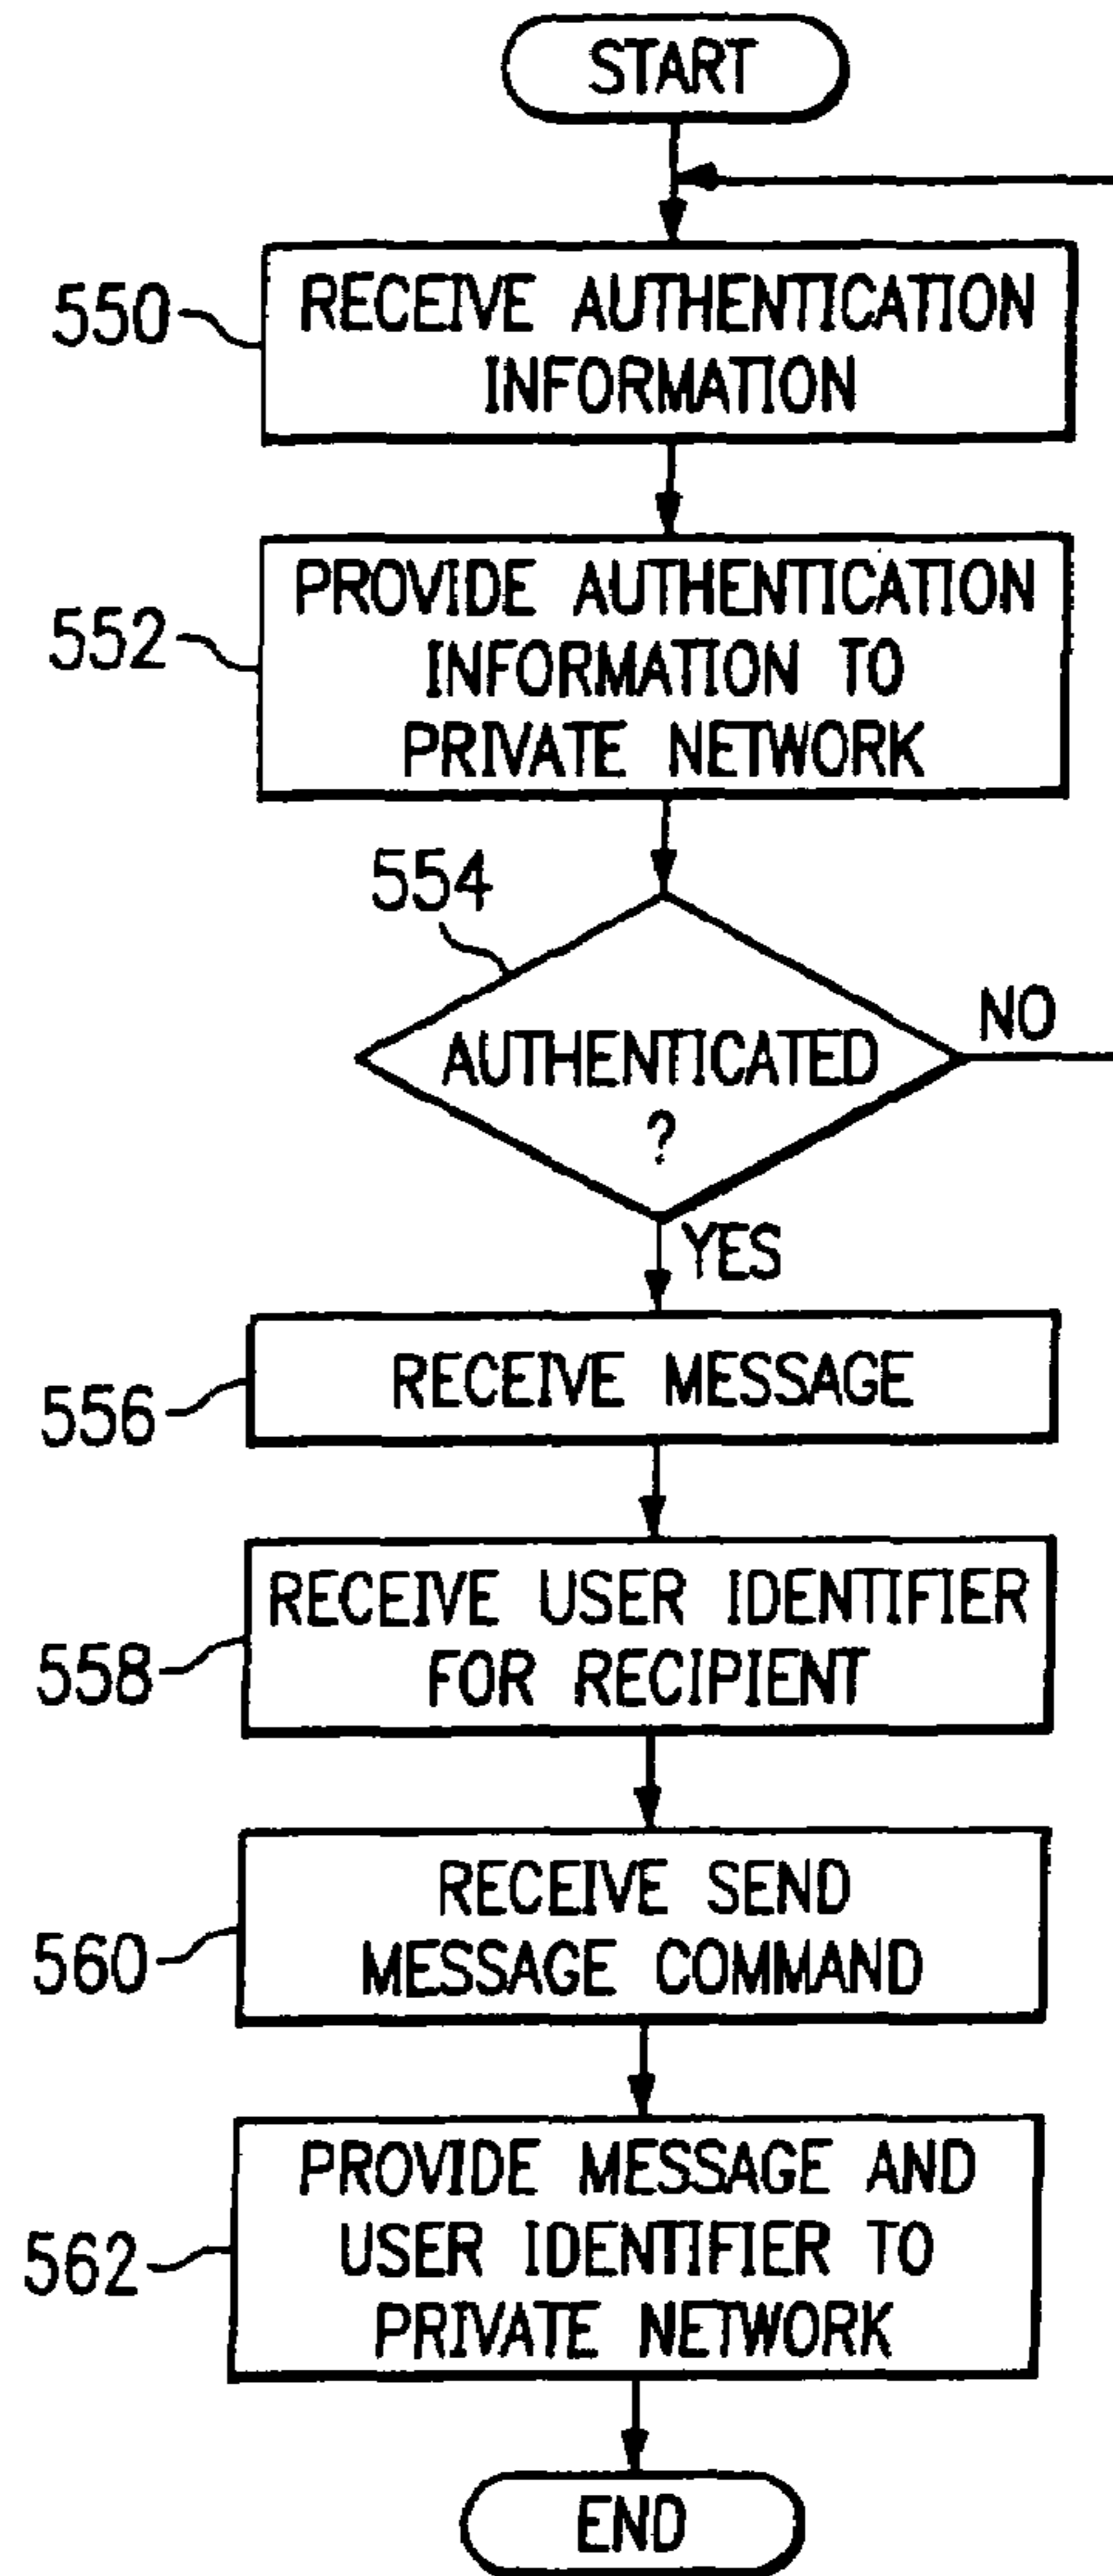 START
550
RECEIVE AUTHENTICATION
INFORMATION
552
PROVIDE AUTHENTICATION
INFORMATION TO
PRIVATE NETWORK
554
AUTHENTICATED
?
NO
YES
556
RECEIVE MESSAGE
558
RECEIVE USER IDENTIFIER
FOR RECIPIENT
560
RECEIVE SEND
MESSAGE COMMAND
562
PROVIDE MESSAGE AND
USER IDENTIFIER TO
PRIVATE NETWORK
END